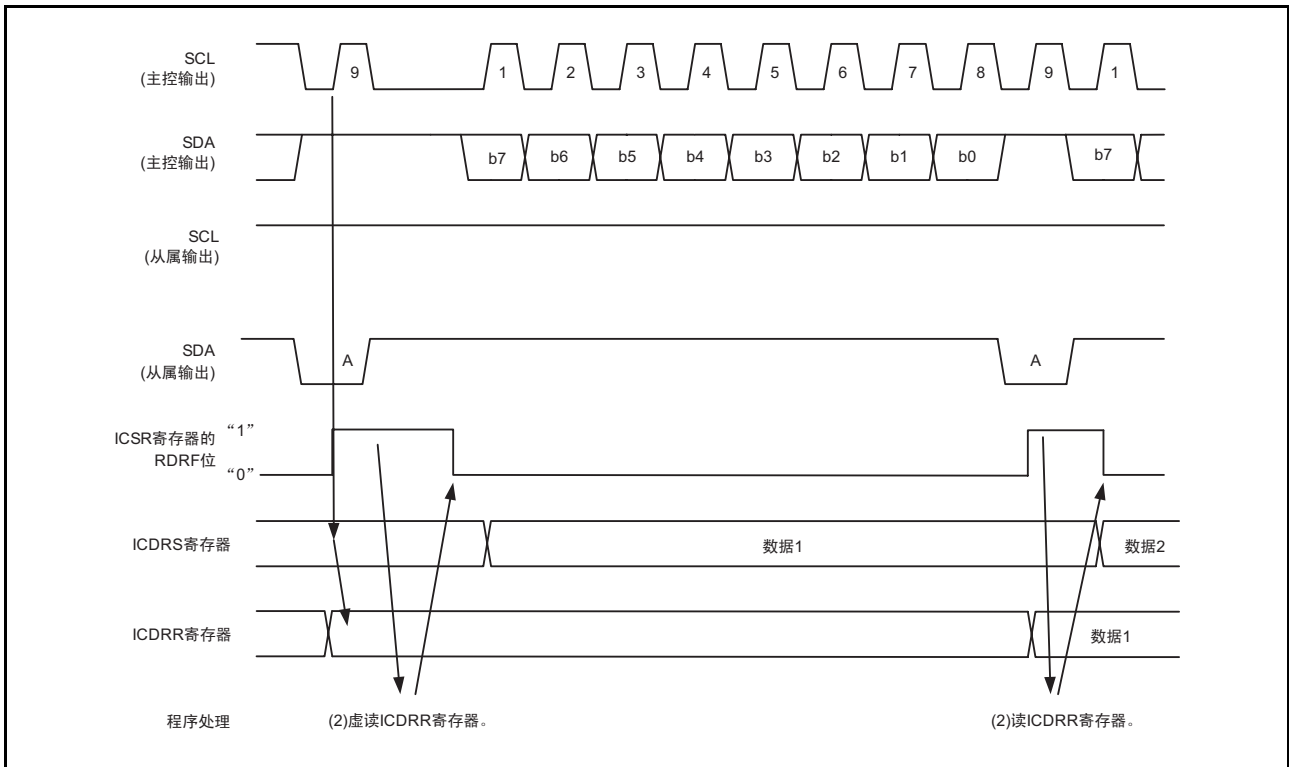 SCL
(主控输出)
9
1
2
3
4
5
6
7
8
9
1
SDA
(主控输出)
b7
b6
b5
b4
b3
b2
b1
b0
b7
SCL
(从属输出)
SDA
(从属输出)
A
A
ICSR寄存器的
RDRF位
“1”
“0”
ICDRS寄存器
数据1
数据2
ICDRR寄存器
数据1
程序处理
(2)虚读ICDRR寄存器。
(2)读ICDRR寄存器。